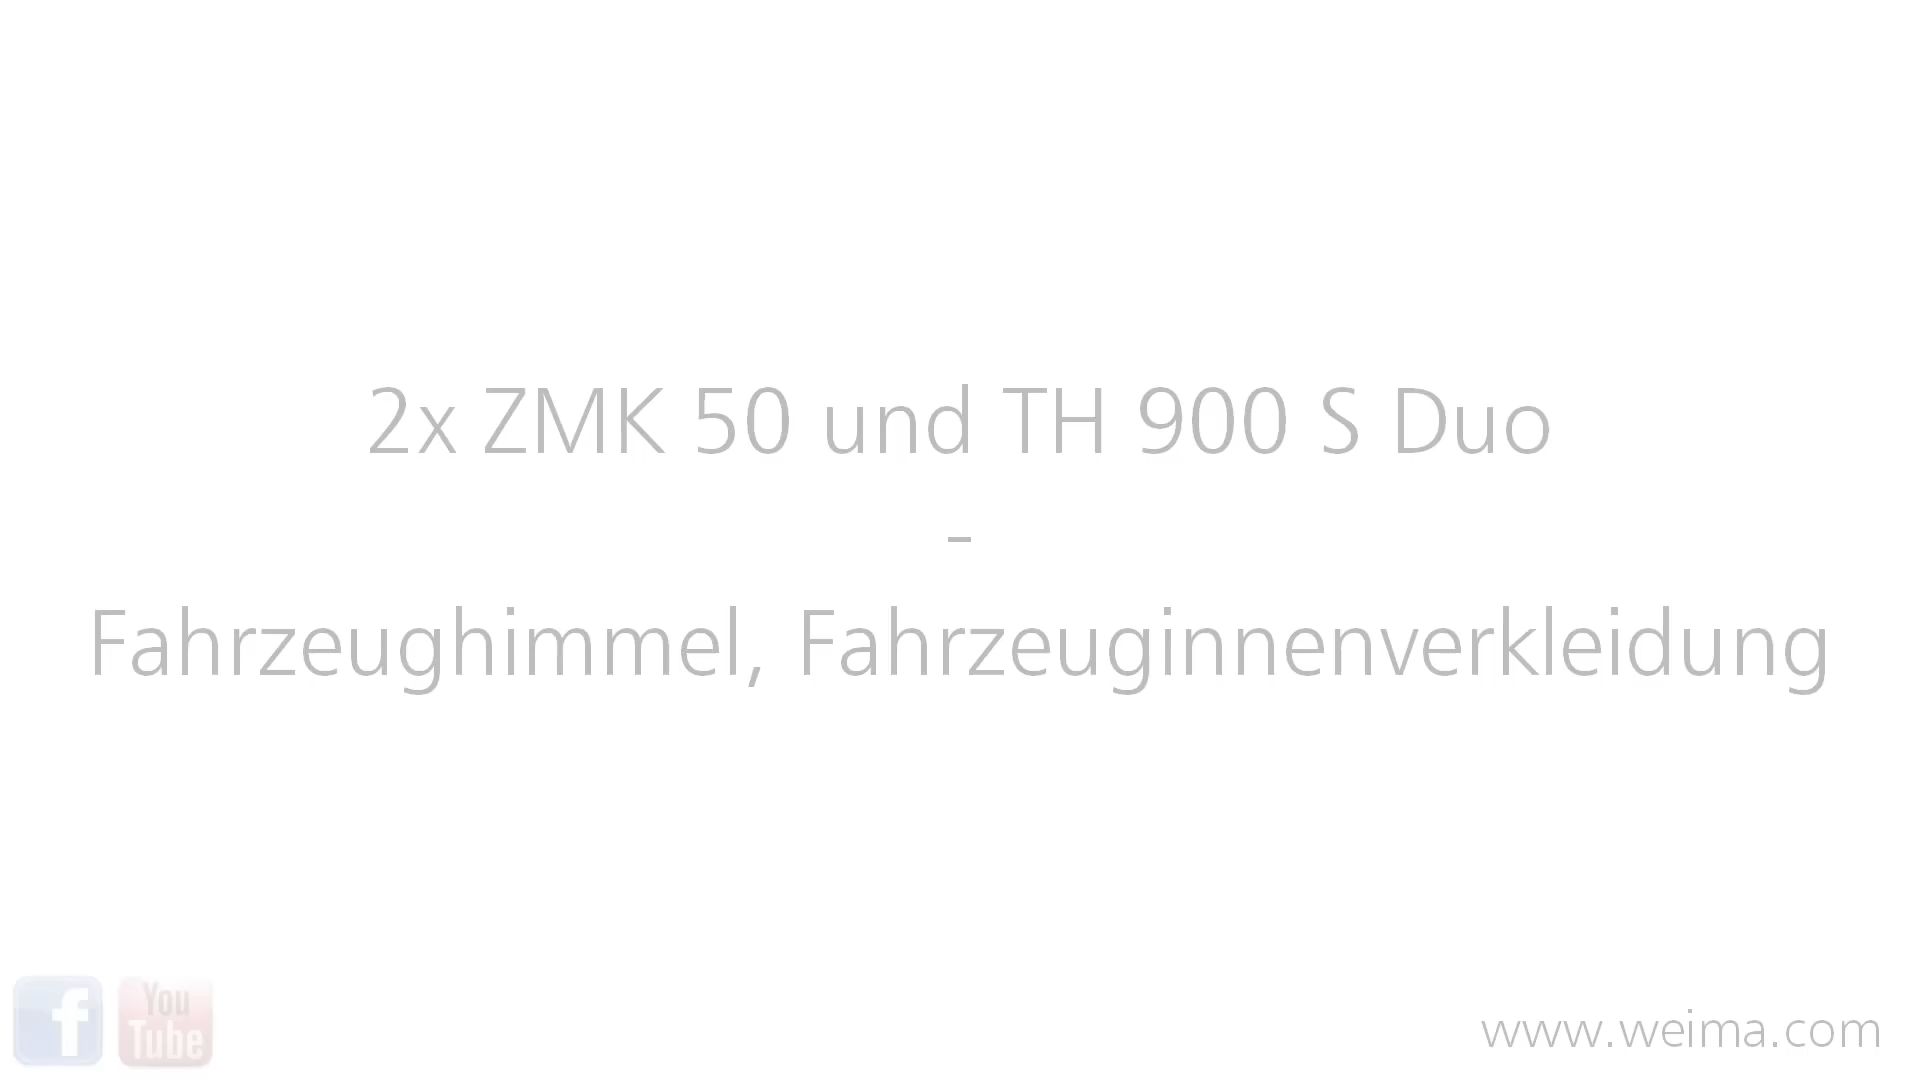 2x ZMK 50 und TH 900 S Duo
-
Fahrzeughimmel, Fahrzeuginnenverkleidung
f
You
Tube
www.weima.com